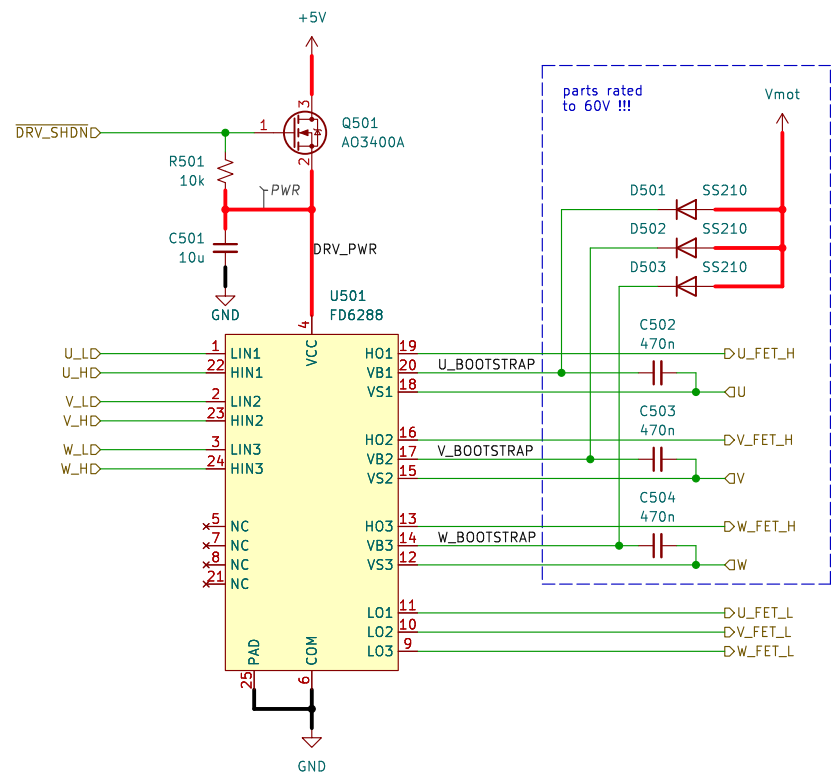 +5V
parts rated
to 60V !!!
Vmot
DRV_SHDN
1
3
2
Q501
AO3400A
R501
10k
PWR
D501
SS210
D502
SS210
D503
SS210
C501
10u
DRV_PWR
GND
U501
FD6288
4
VCC
C502
470n
U_L
1
LIN1
HO1
19
U_FET_H
U_H
22
HIN1
VB1
20
U_BOOTSTRAP
VS1
18
U
V_L
2
LIN2
C503
470n
V_H
23
HIN2
HO2
16
V_FET_H
W_L
3
LIN3
VB2
17
V_BOOTSTRAP
W_H
24
HIN3
VS2
15
V
C504
470n
5
NC
HO3
13
W_FET_H
7
NC
VB3
14
W_BOOTSTRAP
8
NC
VS3
12
W
21
NC
LO1
11
U_FET_L
LO2
10
V_FET_L
LO3
9
W_FET_L
PAD
COM
25
6
GND